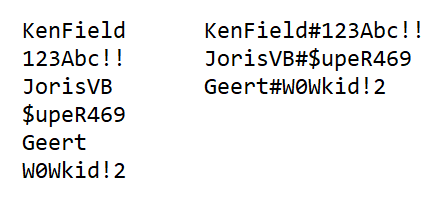 KenField
123Abc!!
JorisVB
$upeR469
Geert
W0Wkid!2
KenField#123Abc!!
JorisVB#$upeR469
Geert#W0Wkid!2